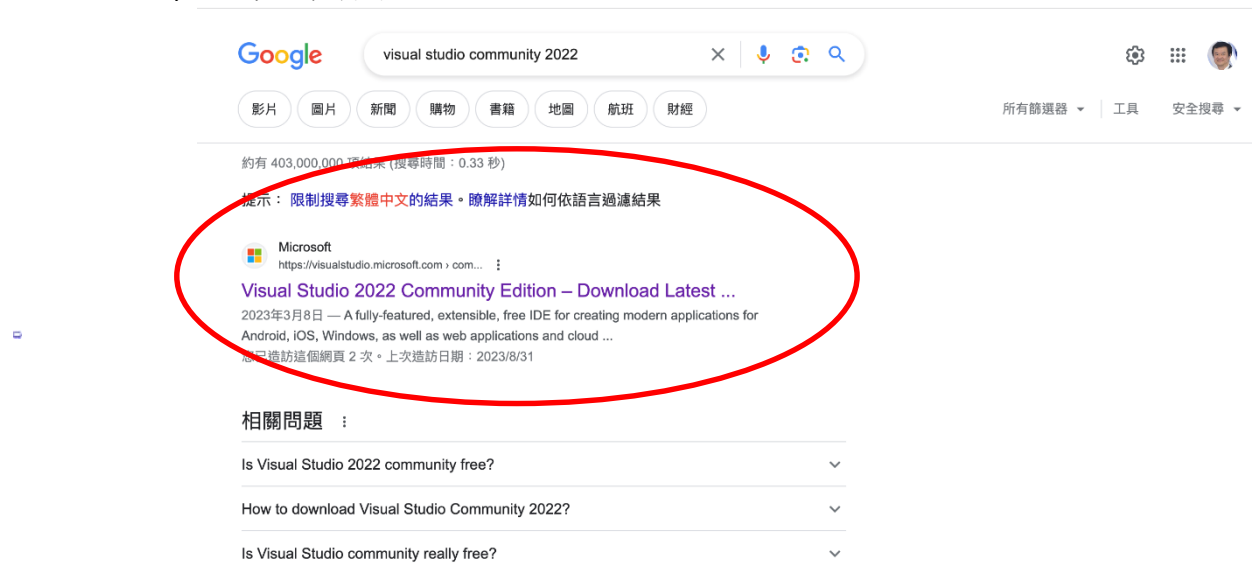 Google
visual studio community 2022
影片 圖片 新聞 購物 書籍 地圖 航班 財經
所有篩選器 工具 安全搜尋
約有 403,000,000 項結果 (搜尋時間：0.33 秒)
提示： 限制搜尋繁體中文的結果。瞭解詳情如何依語言過濾結果
Microsoft
https://visualstudio.microsoft.com › com...
Visual Studio 2022 Community Edition – Download Latest ...
2023年3月8日 — A fully-featured, extensible, free IDE for creating modern applications for
Android, iOS, Windows, as well as web applications and cloud ...
您已造訪這個網頁 2 次。上次造訪日期：2023/8/31
相關問題
Is Visual Studio 2022 community free?
How to download Visual Studio Community 2022?
Is Visual Studio community really free?